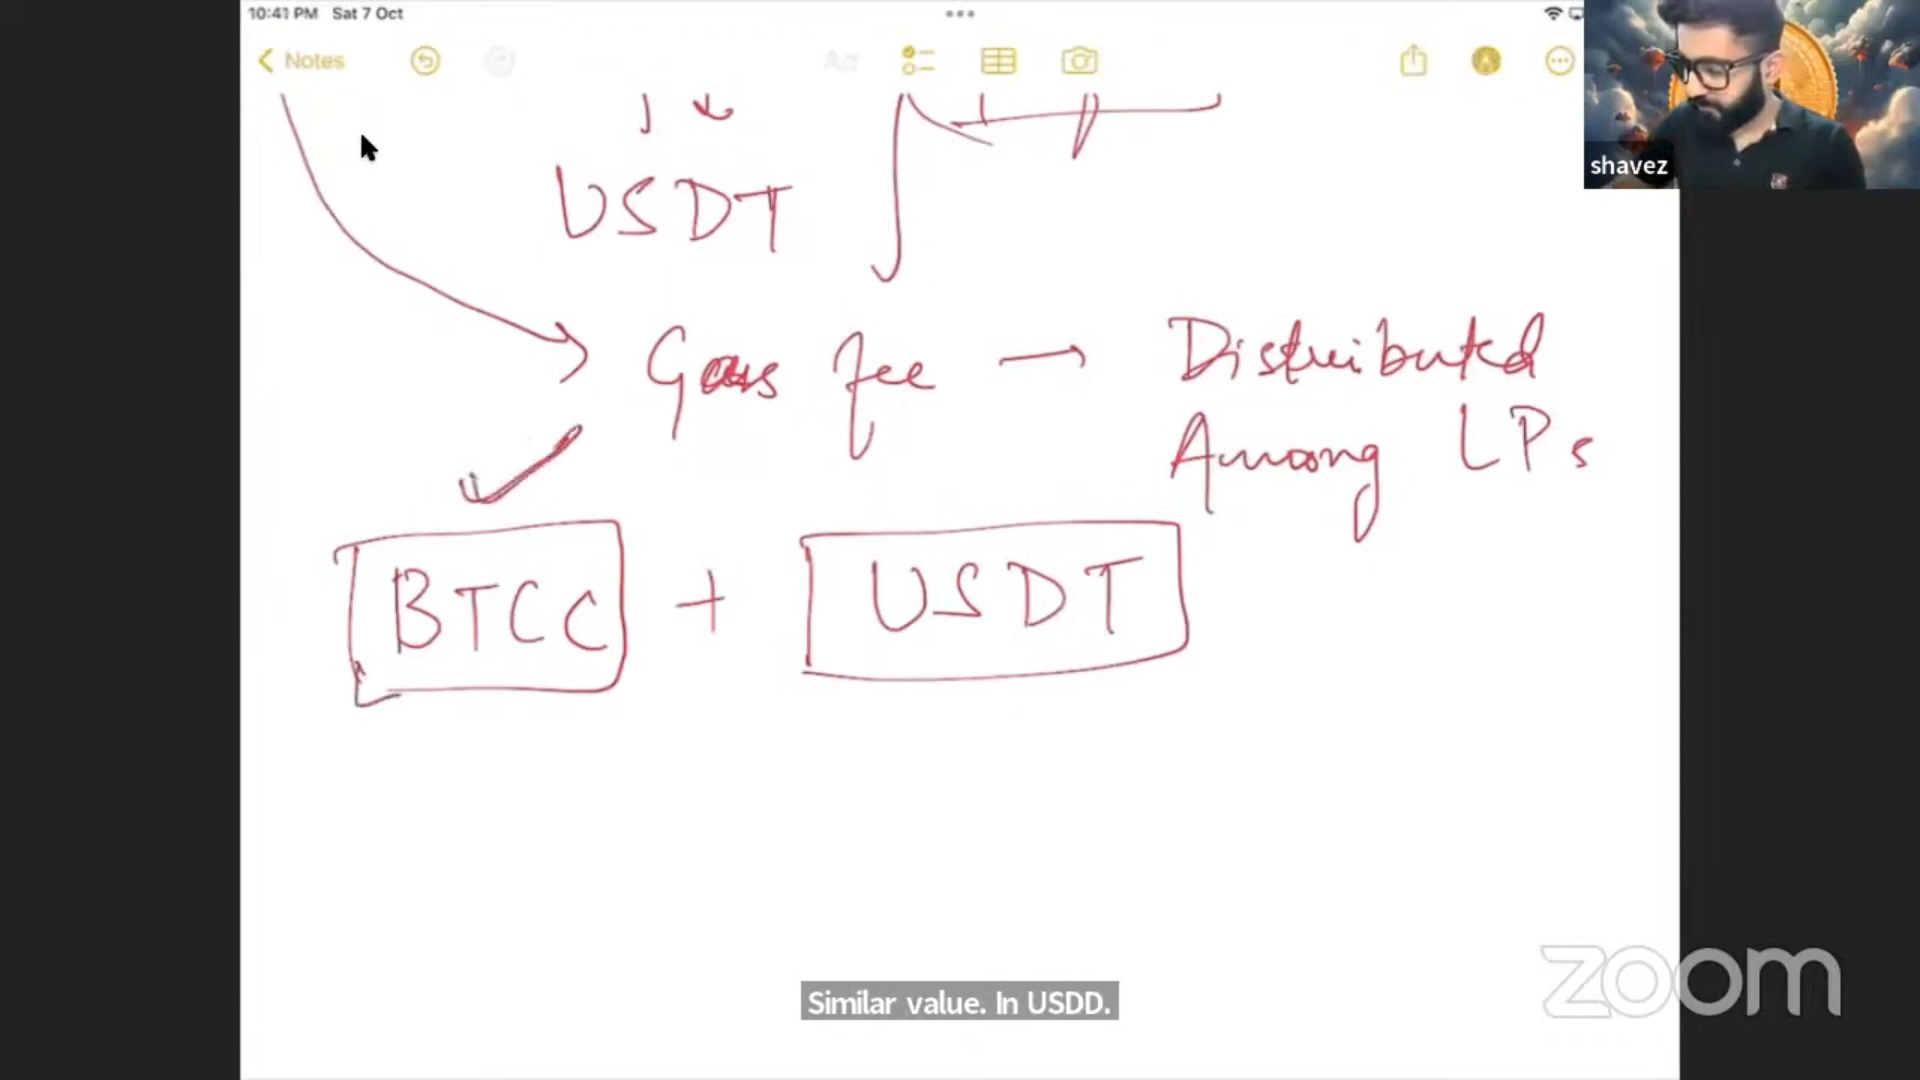 10:41 PM Sat 7 Oct
Notes
Aa
shavez
USDT
Gas fee → Distributed
Among LPs
BTCC + USDT
Similar value. In USDD.
zoom